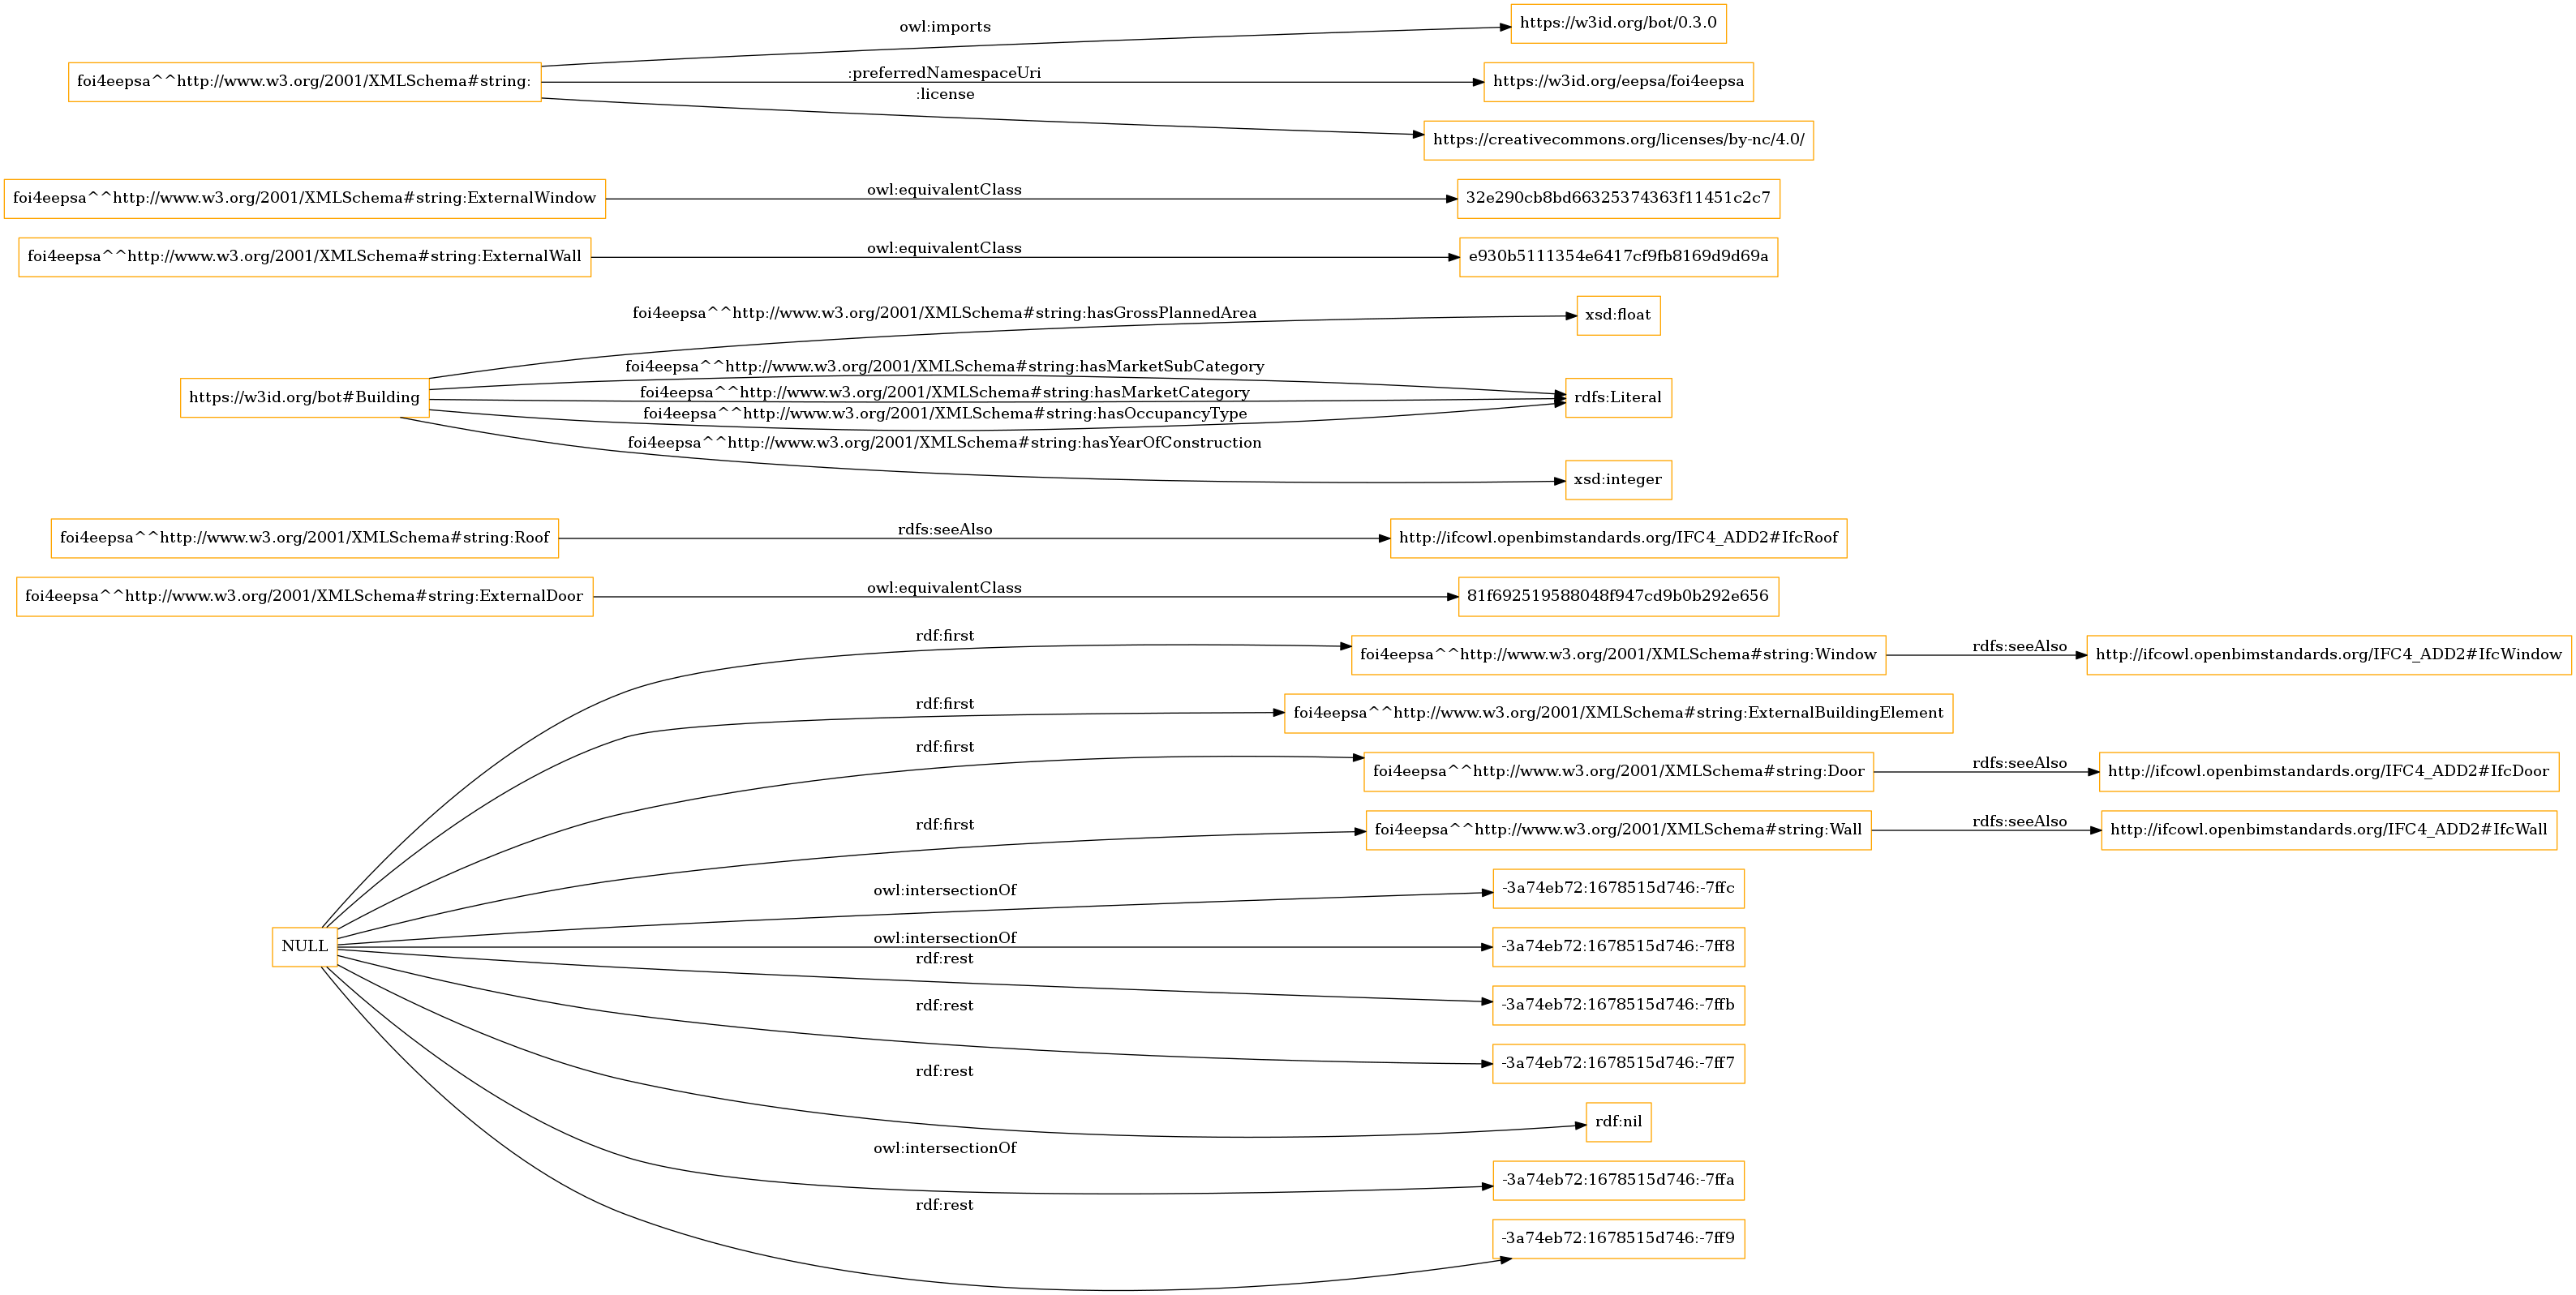 owl:imports
https://w3id.org/bot/0.3.0
foi4eepsa^^http://www.w3.org/2001/XMLSchema#string:
:preferredNamespaceUri
https://w3id.org/eepsa/foi4eepsa
:license
https://creativecommons.org/licenses/by-nc/4.0/
foi4eepsa^^http://www.w3.org/2001/XMLSchema#string:ExternalWindow
owl:equivalentClass
32e290cb8bd66325374363f11451c2c7
foi4eepsa^^http://www.w3.org/2001/XMLSchema#string:ExternalWall
owl:equivalentClass
e930b5111354e6417cf9fb8169d9d69a
foi4eepsa^^http://www.w3.org/2001/XMLSchema#string:hasGrossPlannedArea
xsd:float
foi4eepsa^^http://www.w3.org/2001/XMLSchema#string:hasMarketSubCategory
https://w3id.org/bot#Building
foi4eepsa^^http://www.w3.org/2001/XMLSchema#string:hasMarketCategory
rdfs:Literal
foi4eepsa^^http://www.w3.org/2001/XMLSchema#string:hasOccupancyType
foi4eepsa^^http://www.w3.org/2001/XMLSchema#string:hasYearOfConstruction
xsd:integer
foi4eepsa^^http://www.w3.org/2001/XMLSchema#string:Roof
rdfs:seeAlso
http://ifcowl.openbimstandards.org/IFC4_ADD2#IfcRoof
foi4eepsa^^http://www.w3.org/2001/XMLSchema#string:ExternalDoor
owl:equivalentClass
81f692519588048f947cd9b0b292e656
rdf:first
foi4eepsa^^http://www.w3.org/2001/XMLSchema#string:Window
rdfs:seeAlso
http://ifcowl.openbimstandards.org/IFC4_ADD2#IfcWindow
rdf:first
foi4eepsa^^http://www.w3.org/2001/XMLSchema#string:ExternalBuildingElement
rdf:first
foi4eepsa^^http://www.w3.org/2001/XMLSchema#string:Door
rdfs:seeAlso
http://ifcowl.openbimstandards.org/IFC4_ADD2#IfcDoor
rdf:first
foi4eepsa^^http://www.w3.org/2001/XMLSchema#string:Wall
rdfs:seeAlso
http://ifcowl.openbimstandards.org/IFC4_ADD2#IfcWall
owl:intersectionOf
-3a74eb72:1678515d746:-7ffc
NULL
owl:intersectionOf
-3a74eb72:1678515d746:-7ff8
rdf:rest
-3a74eb72:1678515d746:-7ffb
rdf:rest
-3a74eb72:1678515d746:-7ff7
rdf:rest
rdf:nil
owl:intersectionOf
-3a74eb72:1678515d746:-7ffa
rdf:rest
-3a74eb72:1678515d746:-7ff9